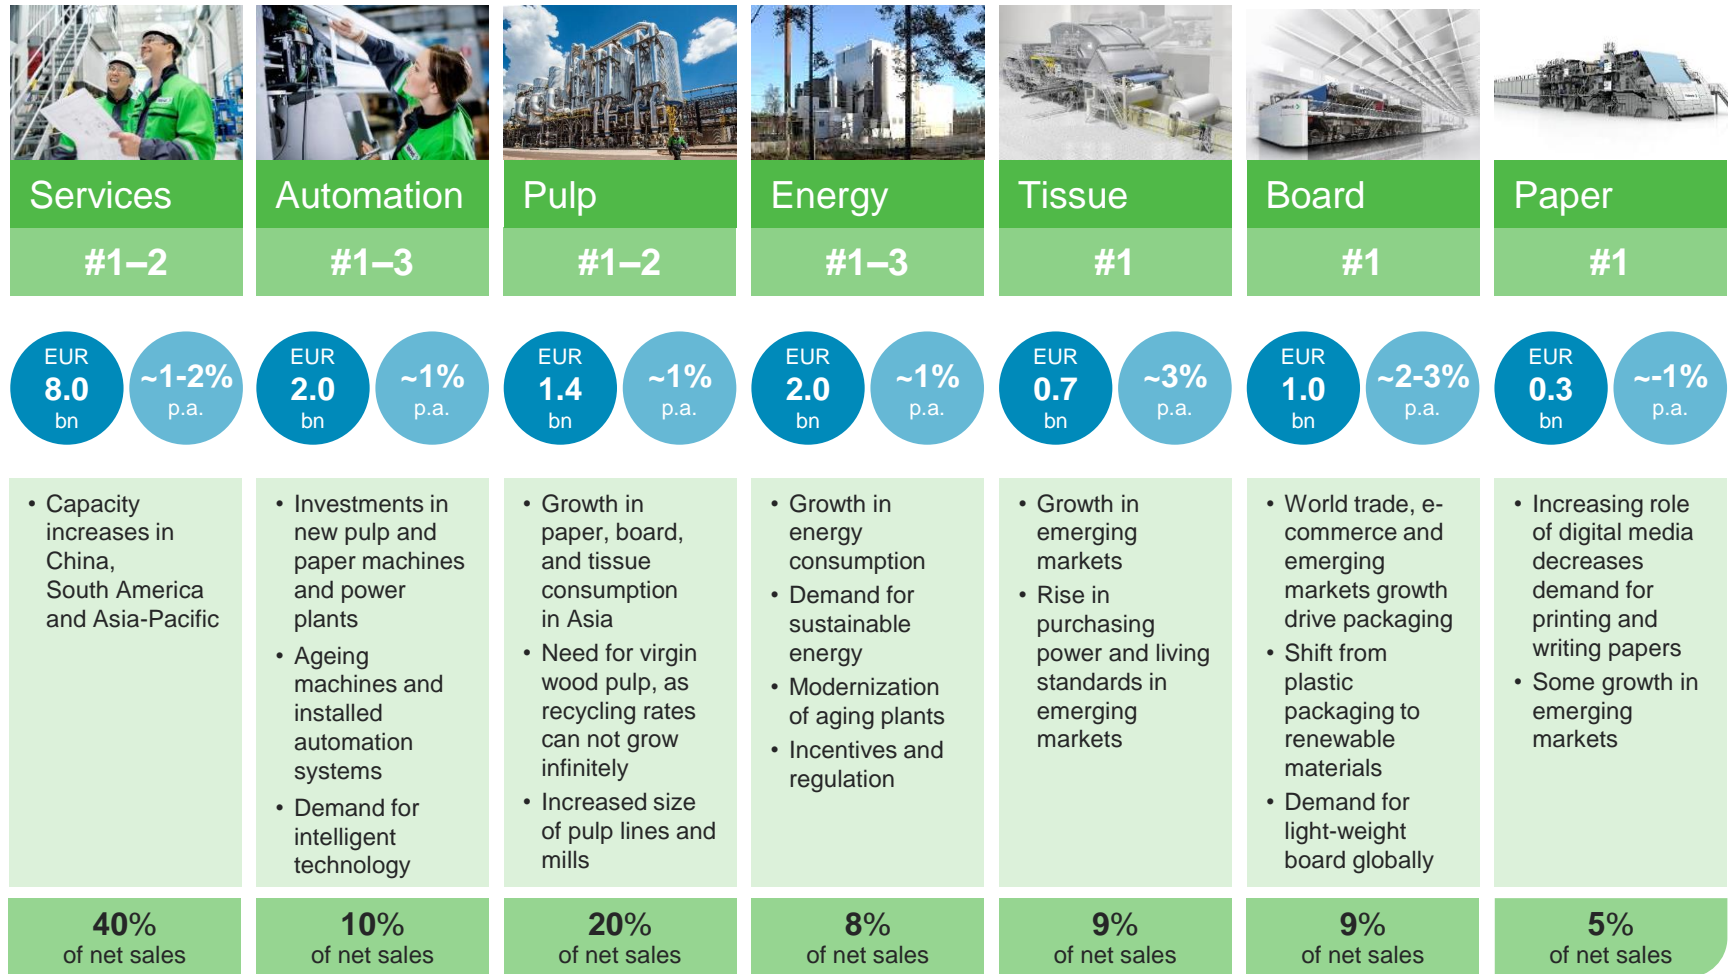 Services
#1–2
EUR
8.0
bn
~1-2%
p.a.
• Capacity
increases in
China,
South America
and Asia-Pacific
40%
of net sales
Automation
#1–3
EUR
2.0
bn
~1%
p.a.
• Investments in
new pulp and
paper machines
and power
plants
• Ageing
machines and
installed
automation
systems
• Demand for
intelligent
technology
10%
of net sales
Pulp
#1–2
EUR
1.4
bn
~1%
p.a.
• Growth in
paper, board,
and tissue
consumption
in Asia
• Need for virgin
wood pulp, as
recycling rates
can not grow
infinitely
• Increased size
of pulp lines and
mills
20%
of net sales
Energy
#1–3
EUR
2.0
bn
~1%
p.a.
• Growth in
energy
consumption
• Demand for
sustainable
energy
• Modernization
of aging plants
• Incentives and
regulation
8%
of net sales
Tissue
#1
EUR
0.7
bn
~3%
p.a.
• Growth in
emerging
markets
• Rise in
purchasing
power and living
standards in
emerging
markets
9%
of net sales
Board
#1
EUR
1.0
bn
~2-3%
p.a.
• World trade, e-
commerce and
emerging
markets growth
drive packaging
• Shift from
plastic
packaging to
renewable
materials
• Demand for
light-weight
board globally
9%
of net sales
Paper
#1
EUR
0.3
bn
~-1%
p.a.
• Increasing role
of digital media
decreases
demand for
printing and
writing papers
• Some growth in
emerging
markets
5%
of net sales